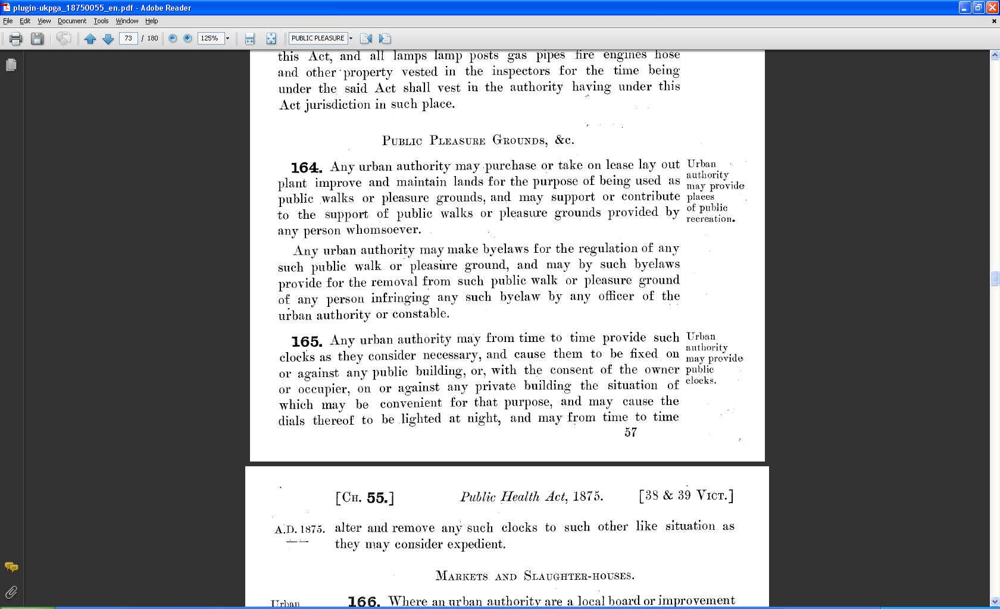 plugin-ukpga_18750055_en.pdf - Adobe Reader
File Edit View Document Tools Window Help
73 / 180 125% PUBLIC PLEASURE
this Act, and all lamps lamp posts gas pipes fire engines hose
and other property vested in the inspectors for the time being
under the said Act shall vest in the authority having under this
Act jurisdiction in such place.
PUBLIC PLEASURE GROUNDS, &c.
164. Any urban authority may purchase or take on lease lay out
plant improve and maintain lands for the purpose of being used as
public walks or pleasure grounds, and may support or contribute
to the support of public walks or pleasure grounds provided by
any person whomsoever.
Urban
authority
may provide
places
of public
recreation.
Any urban authority may make byelaws for the regulation of any
such public walk or pleasure ground, and may by such byelaws
provide for the removal from such public walk or pleasure ground
of any person infringing any such byelaw by any officer of the
urban authority or constable.
165. Any urban authority may from time to time provide such
clocks as they consider necessary, and cause them to be fixed on
or against any public building, or, with the consent of the owner
or occupier, on or against any private building the situation of
which may be convenient for that purpose, and may cause the
dials thereof to be lighted at night, and may from time to time
Urban
authority
may provide
public
clocks.
57
[CH. 55.] Public Health Act, 1875. [38 & 39 VICT.]
A.D. 1875.
alter and remove any such clocks to such other like situation as
they may consider expedient.
MARKETS AND SLAUGHTER-HOUSES.
Urban
166. Where an urban authority are a local board or improvement